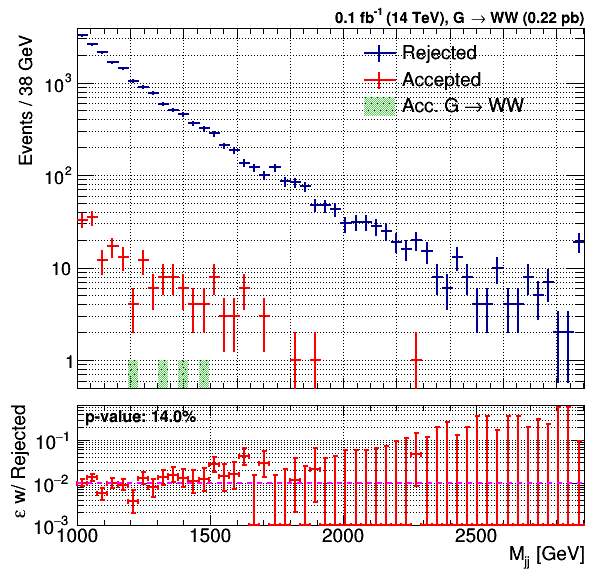 0.1 fb⁻¹ (14 TeV), G → WW (0.22 pb)
Events / 38 GeV
Rejected
Accepted
Acc. G → WW
10³
10²
10
1
p-value: 14.0%
ε w/ Rejected
10⁻¹
10⁻²
10⁻³
1000 1500 2000 2500
M_jj [GeV]